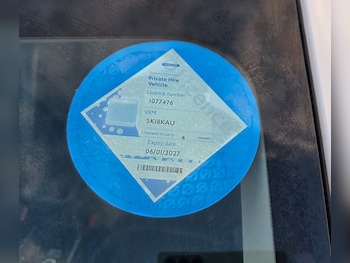 Private Hire
Vehicle
Licence number
1077476
VRM
SK18KAU
Licensed to carry 4
Expiry date
06/01/2027